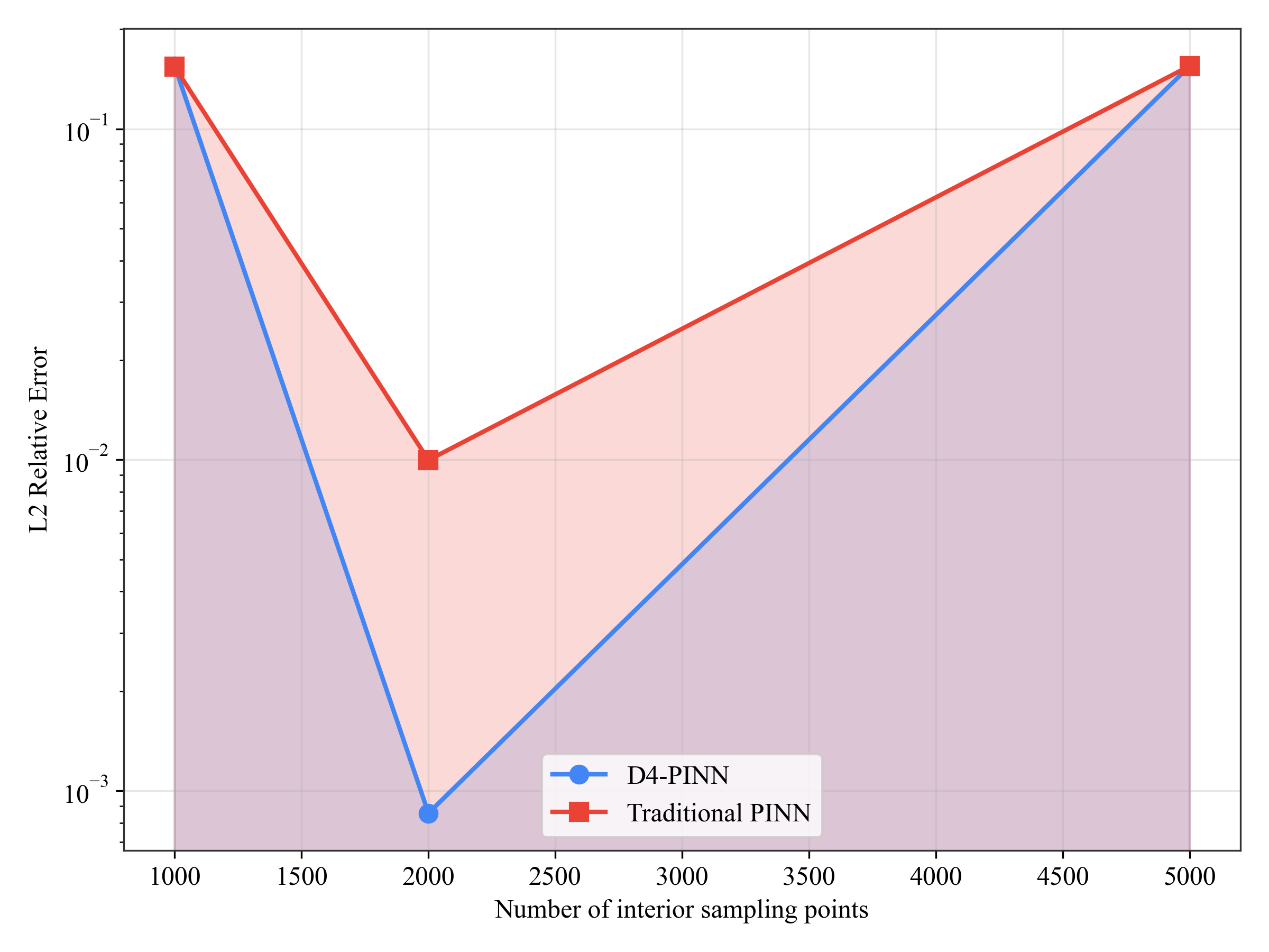 L2 Relative Error
10⁻¹
10⁻²
10⁻³
D4-PINN
Traditional PINN
1000 1500 2000 2500 3000 3500 4000 4500 5000
Number of interior sampling points